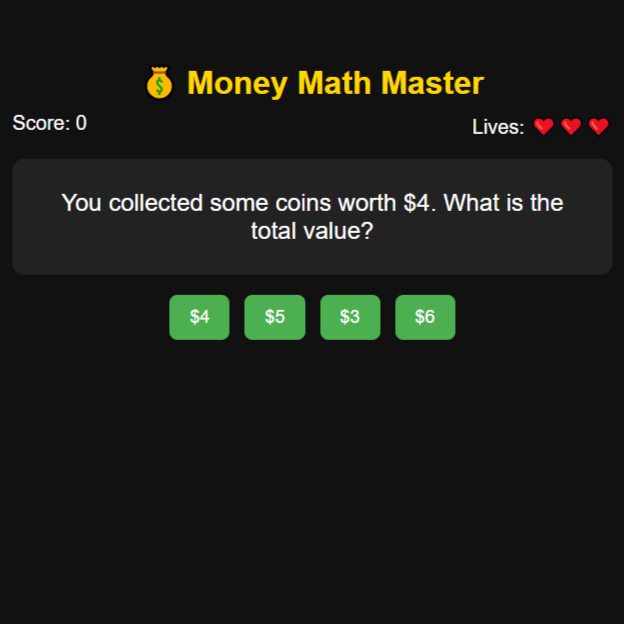 💰 Money Math Master
Score: 0
Lives: ❤️❤️❤️
You collected some coins worth $4. What is the
total value?
$4 $5 $3 $6